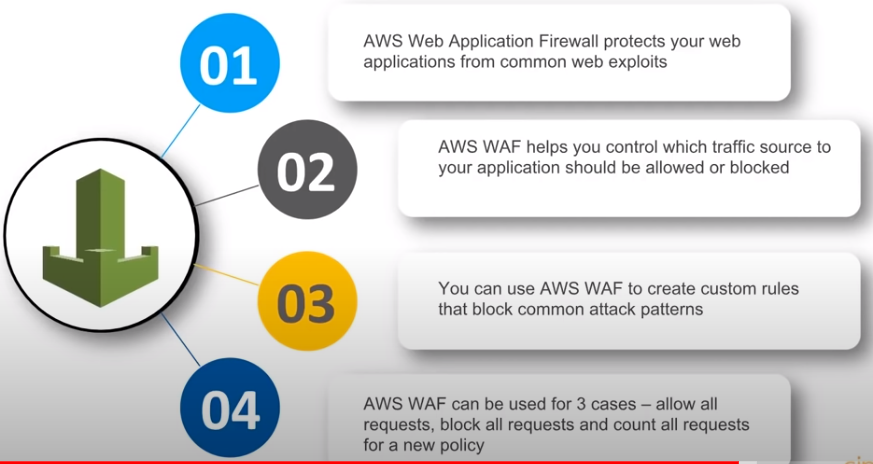 01
AWS Web Application Firewall protects your web
applications from common web exploits
02
AWS WAF helps you control which traffic source to
your application should be allowed or blocked
03
You can use AWS WAF to create custom rules
that block common attack patterns
04
AWS WAF can be used for 3 cases – allow all
requests, block all requests and count all requests
for a new policy